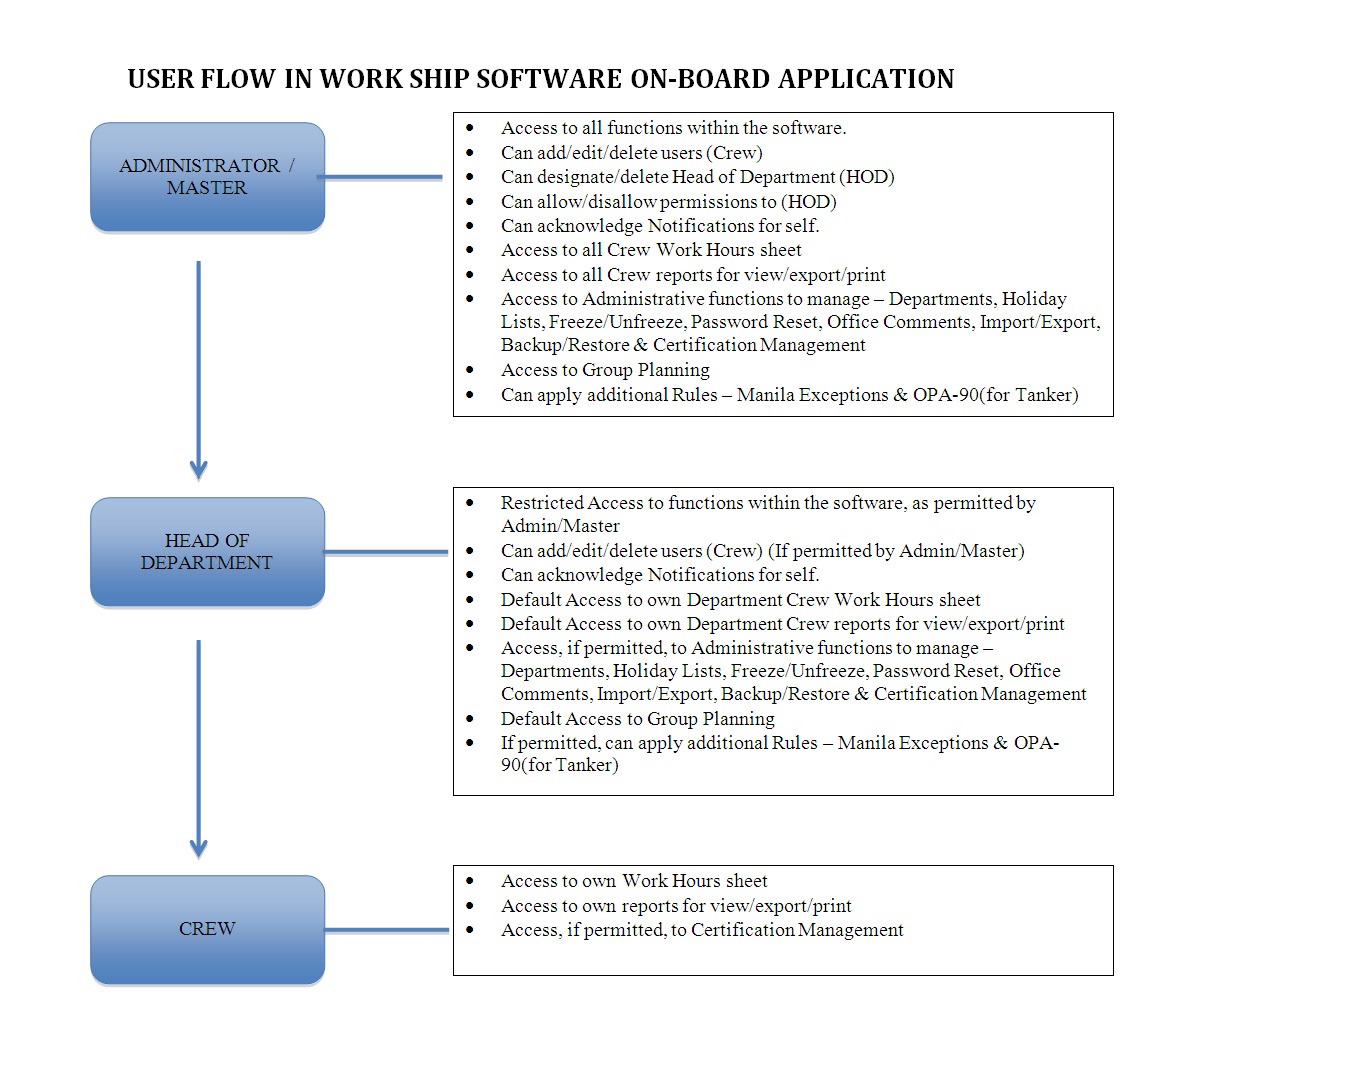 USER FLOW IN WORK SHIP SOFTWARE ON-BOARD APPLICATION
ADMINISTRATOR /
MASTER
• Access to all functions within the software.
• Can add/edit/delete users (Crew)
• Can designate/delete Head of Department (HOD)
• Can allow/disallow permissions to (HOD)
• Can acknowledge Notifications for self.
• Access to all Crew Work Hours sheet
• Access to all Crew reports for view/export/print
• Access to Administrative functions to manage – Departments, Holiday
Lists, Freeze/Unfreeze, Password Reset, Office Comments, Import/Export,
Backup/Restore & Certification Management
• Access to Group Planning
• Can apply additional Rules – Manila Exceptions & OPA-90(for Tanker)
HEAD OF
DEPARTMENT
• Restricted Access to functions within the software, as permitted by
Admin/Master
• Can add/edit/delete users (Crew) (If permitted by Admin/Master)
• Can acknowledge Notifications for self.
• Default Access to own Department Crew Work Hours sheet
• Default Access to own Department Crew reports for view/export/print
• Access, if permitted, to Administrative functions to manage –
Departments, Holiday Lists, Freeze/Unfreeze, Password Reset, Office
Comments, Import/Export, Backup/Restore & Certification Management
• Default Access to Group Planning
• If permitted, can apply additional Rules – Manila Exceptions & OPA-
90(for Tanker)
CREW
• Access to own Work Hours sheet
• Access to own reports for view/export/print
• Access, if permitted, to Certification Management